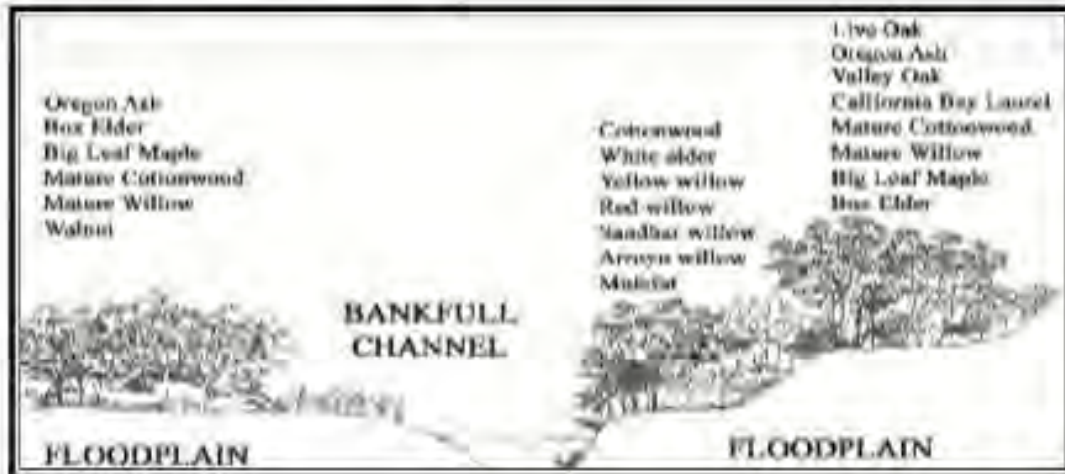 Oregon Ash
Box Elder
Big Leaf Maple
Mature Cottonwood
Mature Willow
Walnut
BANKFULL
CHANNEL
FLOODPLAIN
Cottonwood
White alder
Yellow willow
Red willow
Sandbar willow
Arroyo willow
Mulefat
Live Oak
Oregon Ash
Valley Oak
California Bay Laurel
Mature Cottonwood
Mature Willow
Big Leaf Maple
Box Elder
FLOODPLAIN